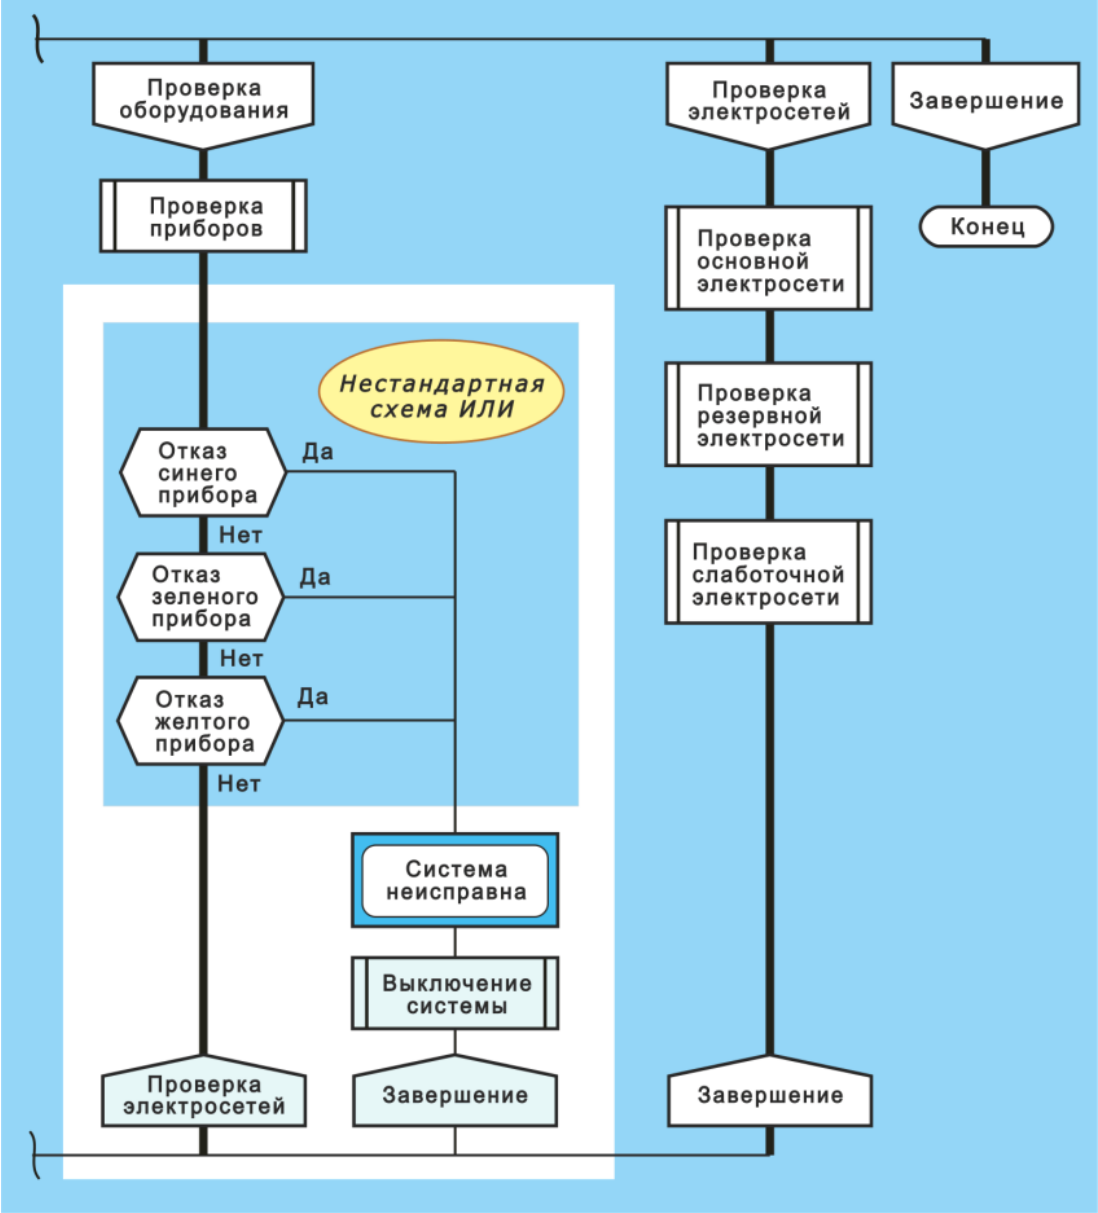 Проверка
оборудования
Проверка
приборов
Нестандартная
схема ИЛИ
Отказ
синего
прибора
Да
Нет
Отказ
зеленого
прибора
Да
Нет
Отказ
желтого
прибора
Да
Нет
Система
неисправна
Выключение
системы
Проверка
электросетей
Завершение
Проверка
электросетей
Проверка
основной
электросети
Проверка
резервной
электросети
Проверка
слаботочной
электросети
Завершение
Завершение
Конец